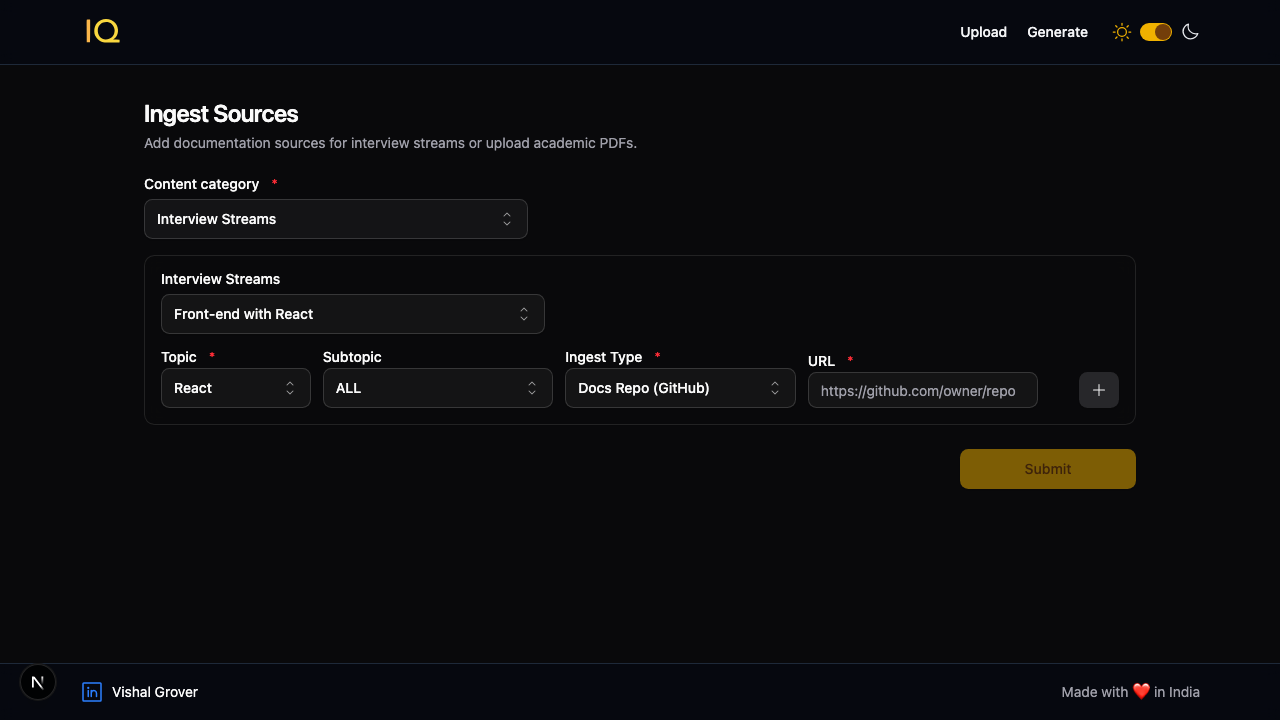 IQ
Upload Generate
Ingest Sources
Add documentation sources for interview streams or upload academic PDFs.
Content category *
Interview Streams
Interview Streams
Front-end with React
Topic * Subtopic Ingest Type * URL *
React ALL Docs Repo (GitHub) https://github.com/owner/repo
Submit
N in Vishal Grover Made with ❤️ in India